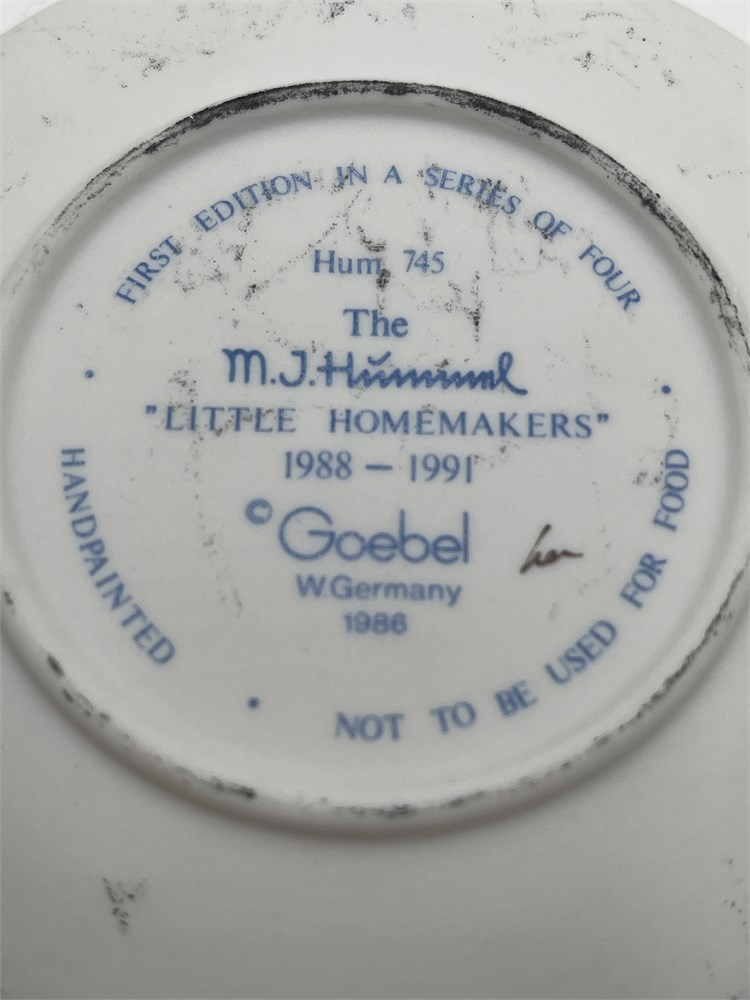 FIRST EDITION IN A SERIES OF FOUR
Hum 745
The
M.J.Hummel
"LITTLE HOMEMAKERS"
1988 — 1991
© Goebel
W.Germany
1986
HANDPAINTED
NOT TO BE USED FOR FOOD